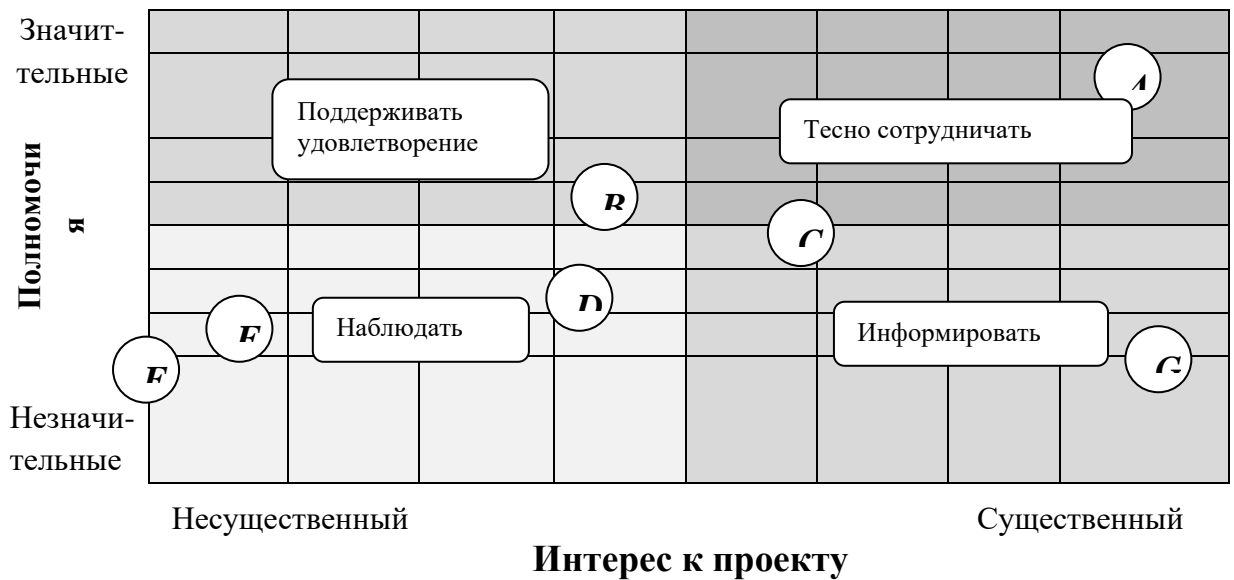 Значит-
тельные
Полномочи
я
Незначи-
тельные
Поддерживать
удовлетворение
Тесно сотрудничать
Наблюдать
Информировать
A
B
C
D
G
Несущественный
Существенный
Интерес к проекту